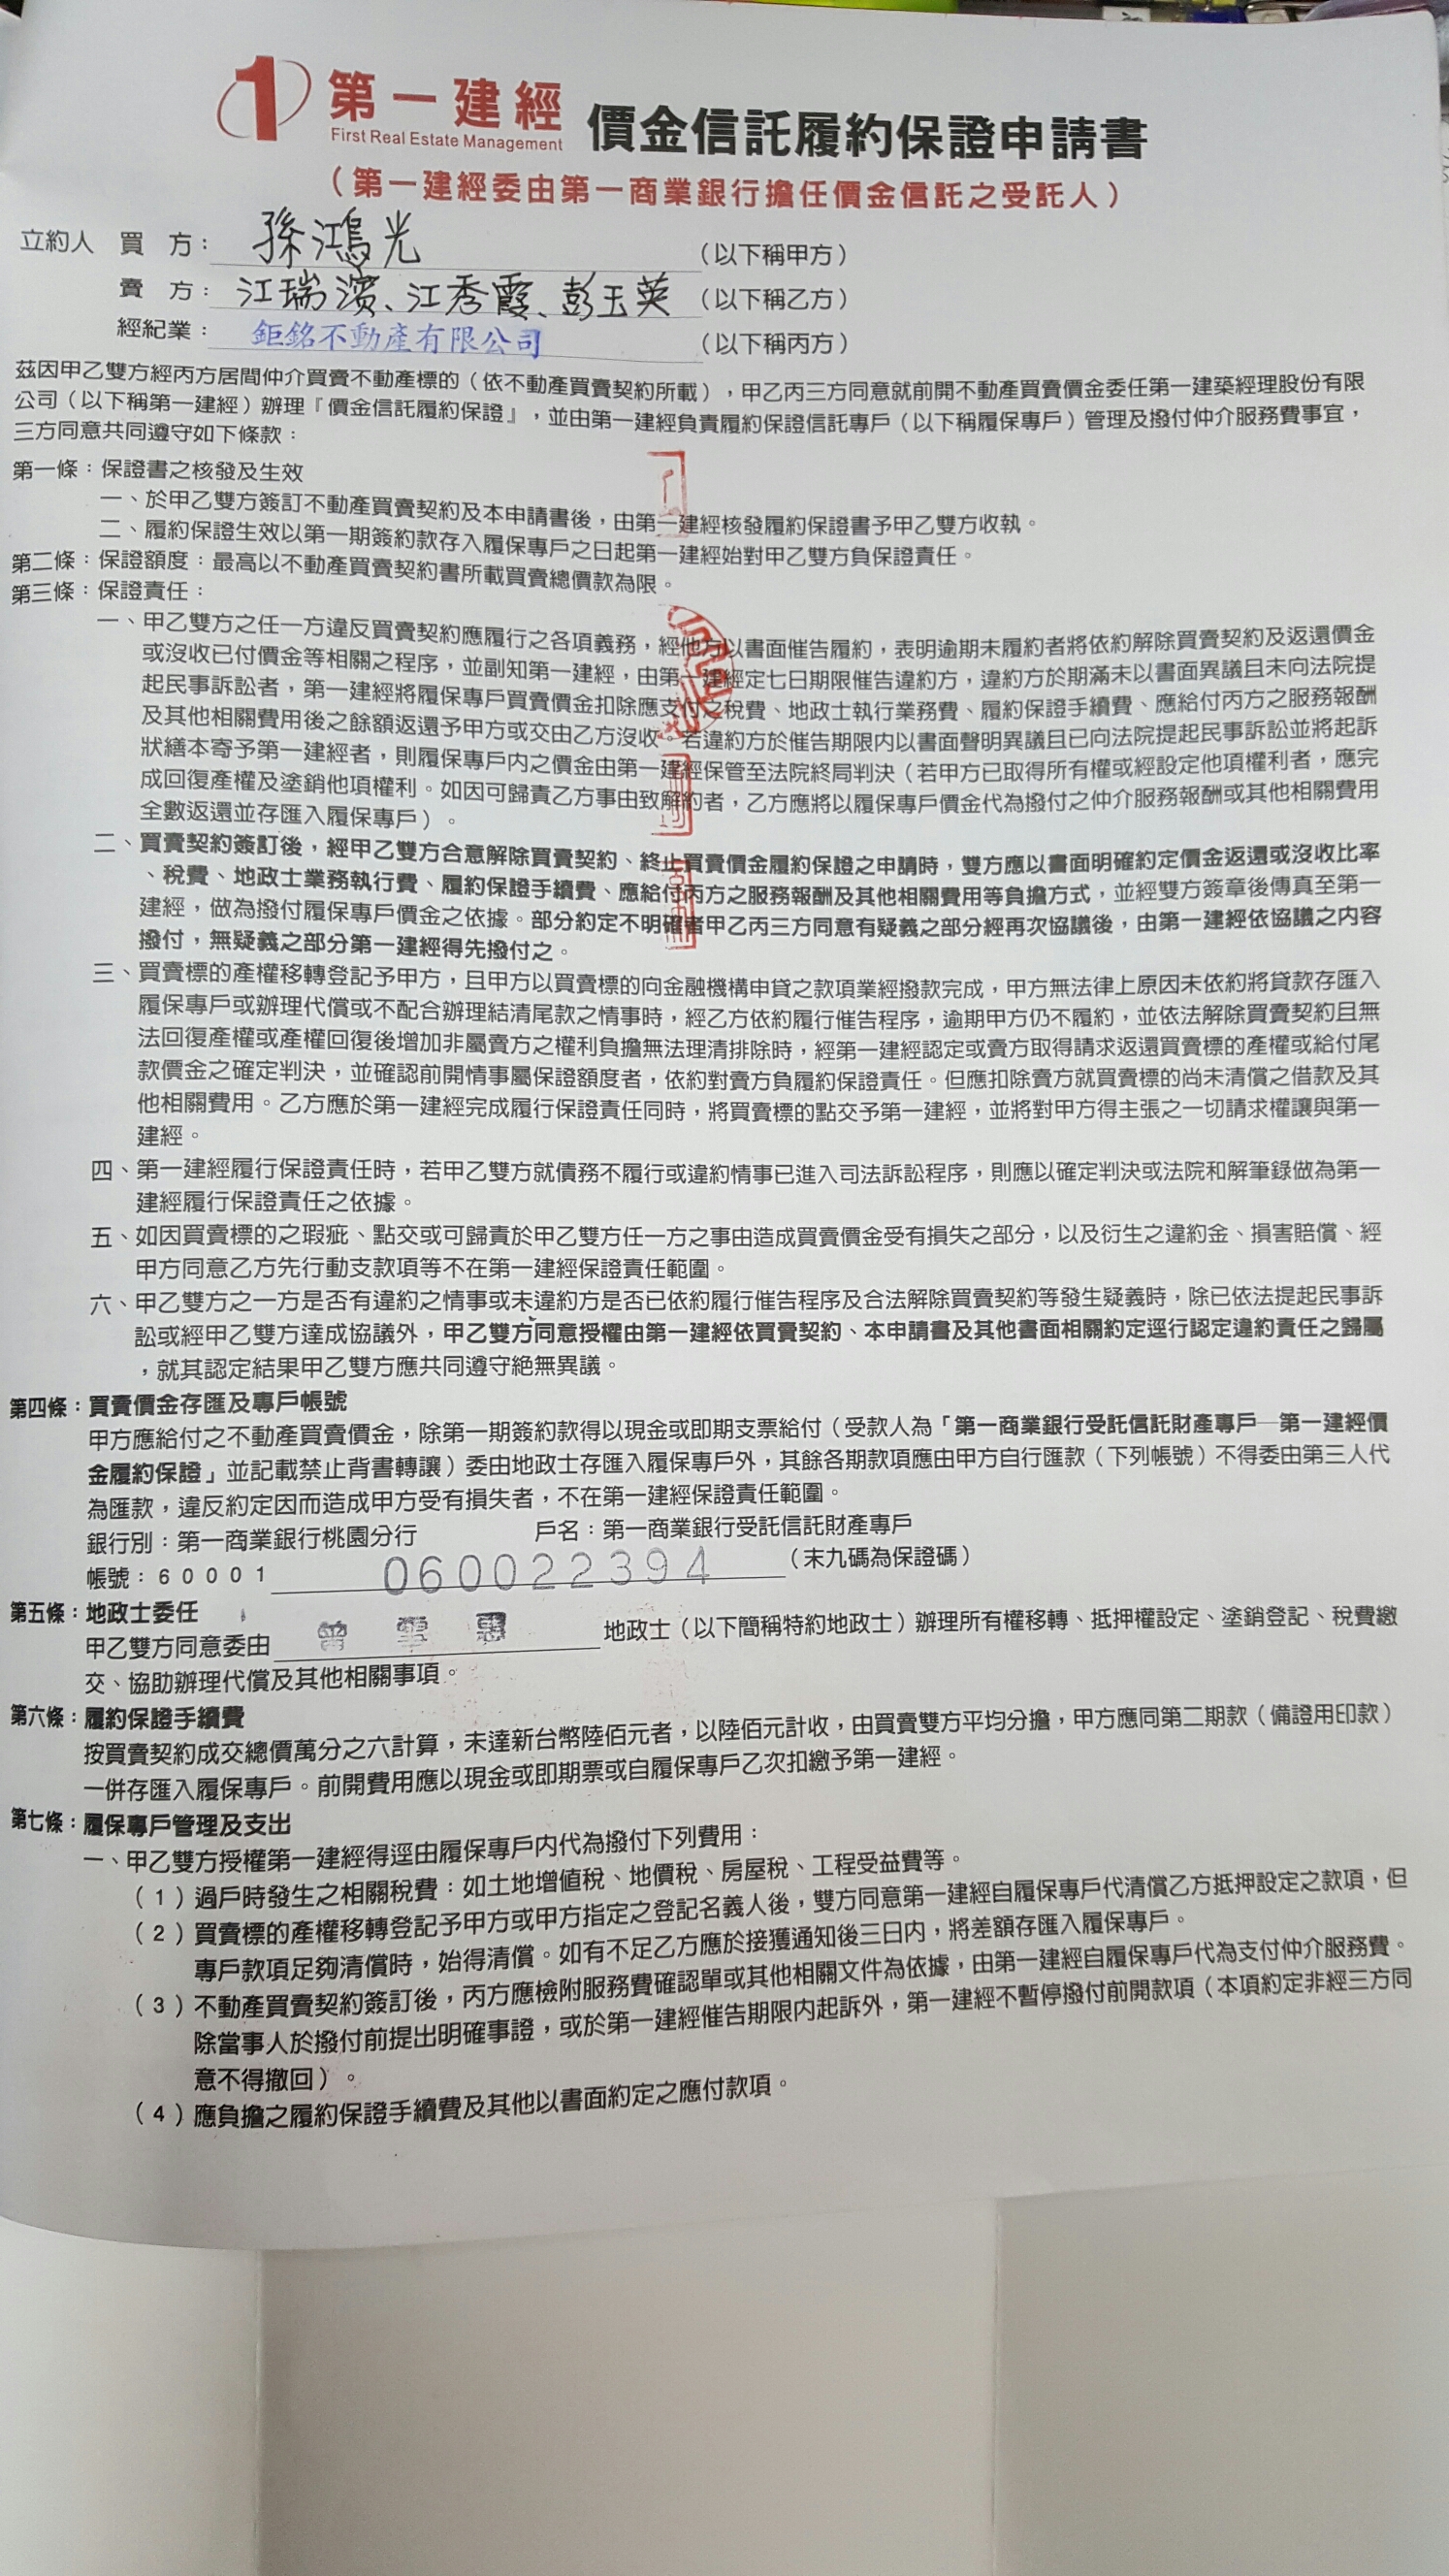 第一建經 價金信託履約保證申請書
First Real Estate Management
（第一建經委由第一商業銀行擔任價金信託之受託人）
立約人 買 方：孫鴻光（以下稱甲方）
賣 方：江瑞濱、江秀霞、彭玉英（以下稱乙方）
經紀業：鉅銘不動產有限公司（以下稱丙方）
茲因甲乙雙方經丙方居間仲介買賣不動產標的（依不動產買賣契約所載），甲乙丙三方同意就前開不動產買賣價金委任第一建築經理股份有限
公司（以下稱第一建經）辦理『價金信託履約保證』，並由第一建經負責履約保證信託專戶（以下稱履保專戶）管理及撥付仲介服務費事宜，
三方同意共同遵守如下條款：
第一條：保證書之核發及生效
一、於甲乙雙方簽訂不動產買賣契約及本申請書後，由第一建經核發履約保證書予甲乙雙方收執。
二、履約保證生效以第一期簽約款存入履保專戶之日起第一建經始對甲乙雙方負保證責任。
第二條：保證額度：最高以不動產買賣契約書所載買賣總價款為限。
第三條：保證責任：
一、甲乙雙方之任一方違反買賣契約應履行之各項義務，經他方以書面催告履約，表明逾期未履約者將依約解除買賣契約及返還價金
或沒收已付價金等相關之程序，並副知第一建經，由第一建經定七日期限催告違約方，違約方於期滿未以書面異議且未向法院提
起民事訴訟者，第一建經將履保專戶買賣價金扣除應支付之稅費、地政士執行業務費、履約保證手續費、應給付丙方之服務報酬
及其他相關費用後之餘額返還予甲方或交由乙方沒收。若違約方於催告期限內以書面聲明異議且已向法院提起民事訴訟並將起訴
狀繕本寄予第一建經者，則履保專戶內之價金由第一建經保管至法院終局判決（若甲方已取得所有權或經設定他項權利者，應完
成回復產權及塗銷他項權利。如因可歸責乙方事由致解約者，乙方應將以履保專戶價金代為撥付之仲介服務報酬或其他相關費用
全數返還並存匯入履保專戶）。
二、買賣契約簽訂後，經甲乙雙方合意解除買賣契約、終止買賣價金履約保證之申請時，雙方應以書面明確約定價金返還或沒收比率
、稅費、地政士業務執行費、履約保證手續費、應給付丙方之服務報酬及其他相關費用等負擔方式，並經雙方簽章後傳真至第一
建經，做為撥付履保專戶價金之依據。部分約定不明確者甲乙丙三方同意有疑義之部分經再次協議後，由第一建經依協議之內容
撥付，無疑義之部分第一建經得先撥付之。
三、買賣標的產權移轉登記予甲方，且甲方以買賣標的向金融機構申貸之款項業經撥款完成，甲方無法律上原因未依約將貸款存匯入
履保專戶或辦理代償或不配合辦理結清尾款之情事時，經乙方依約履行催告程序，逾期甲方仍不履約，並依法解除買賣契約且無
法回復產權或產權回復後增加非屬賣方之權利負擔無法理清排除時，經第一建經認定或賣方取得請求返還買賣標的產權或給付尾
款價金之確定判決，並確認前開情事屬保證額度者，依約對賣方負履約保證責任。但應扣除賣方就買賣標的尚未清償之借款及其
他相關費用。乙方應於第一建經完成履行保證責任同時，將買賣標的點交予第一建經，並將對甲方得主張之一切請求權讓與第一
建經。
四、第一建經履行保證責任時，若甲乙雙方就債務不履行或違約情事已進入司法訴訟程序，則應以確定判決或法院和解筆錄做為第一
建經履行保證責任之依據。
五、如因買賣標的之瑕疵、點交或可歸責於甲乙雙方任一方之事由造成買賣價金受有損失之部分，以及衍生之違約金、損害賠償、經
甲方同意乙方先行動支款項等不在第一建經保證責任範圍。
六、甲乙雙方之一方是否有違約之情事或未違約方是否已依約履行催告程序及合法解除買賣契約等發生疑義時，除已依法提起民事訴
訟或經甲乙雙方達成協議外，甲乙雙方同意授權由第一建經依買賣契約、本申請書及其他書面相關約定逕行認定違約責任之歸屬
，就其認定結果甲乙雙方應共同遵守絕無異議。
第四條：買賣價金存匯及專戶帳號
甲方應給付之不動產買賣價金，除第一期簽約款得以現金或即期支票給付（受款人為「第一商業銀行受託信託財產專戶—第一建經價
金履約保證」並記載禁止背書轉讓）委由地政士存匯入履保專戶外，其餘各期款項應由甲方自行匯款（下列帳號）不得委由第三人代
為匯款，違反約定因而造成甲方受有損失者，不在第一建經保證責任範圍。
銀行別：第一商業銀行桃園分行 戶名：第一商業銀行受託信託財產專戶
帳號：60001 060022394（末九碼為保證碼）
第五條：地政士委任
甲乙雙方同意委由 曾 惠 地政士（以下簡稱特約地政士）辦理所有權移轉、抵押權設定、塗銷登記、稅費繳
交、協助辦理代償及其他相關事項。
第六條：履約保證手續費
按買賣契約成交總價萬分之六計算，未達新台幣陸佰元者，以陸佰元計收，由買賣雙方平均分擔，甲方應同第二期款（備證用印款）
一併存匯入履保專戶。前開費用應以現金或即期票或自履保專戶乙次扣繳予第一建經。
第七條：履保專戶管理及支出
一、甲乙雙方授權第一建經得逕由履保專戶內代為撥付下列費用：
（1）過戶時發生之相關稅費：如土地增值稅、地價稅、房屋稅、工程受益費等。
（2）買賣標的產權移轉登記予甲方或甲方指定之登記名義人後，雙方同意第一建經自履保專戶代清償乙方抵押設定之款項，但
專戶款項足夠清償時，始得清償。如有不足乙方應於接獲通知後三日內，將差額存匯入履保專戶。
（3）不動產買賣契約簽訂後，丙方應檢附服務費確認單或其他相關文件為依據，由第一建經自履保專戶代為支付仲介服務費。
除當事人於撥付前提出明確事證，或於第一建經催告期限內起訴外，第一建經不暫停撥付前開款項（本項約定非經三方同
意不得撤回）。
（4）應負擔之履約保證手續費及其他以書面約定之應付款項。